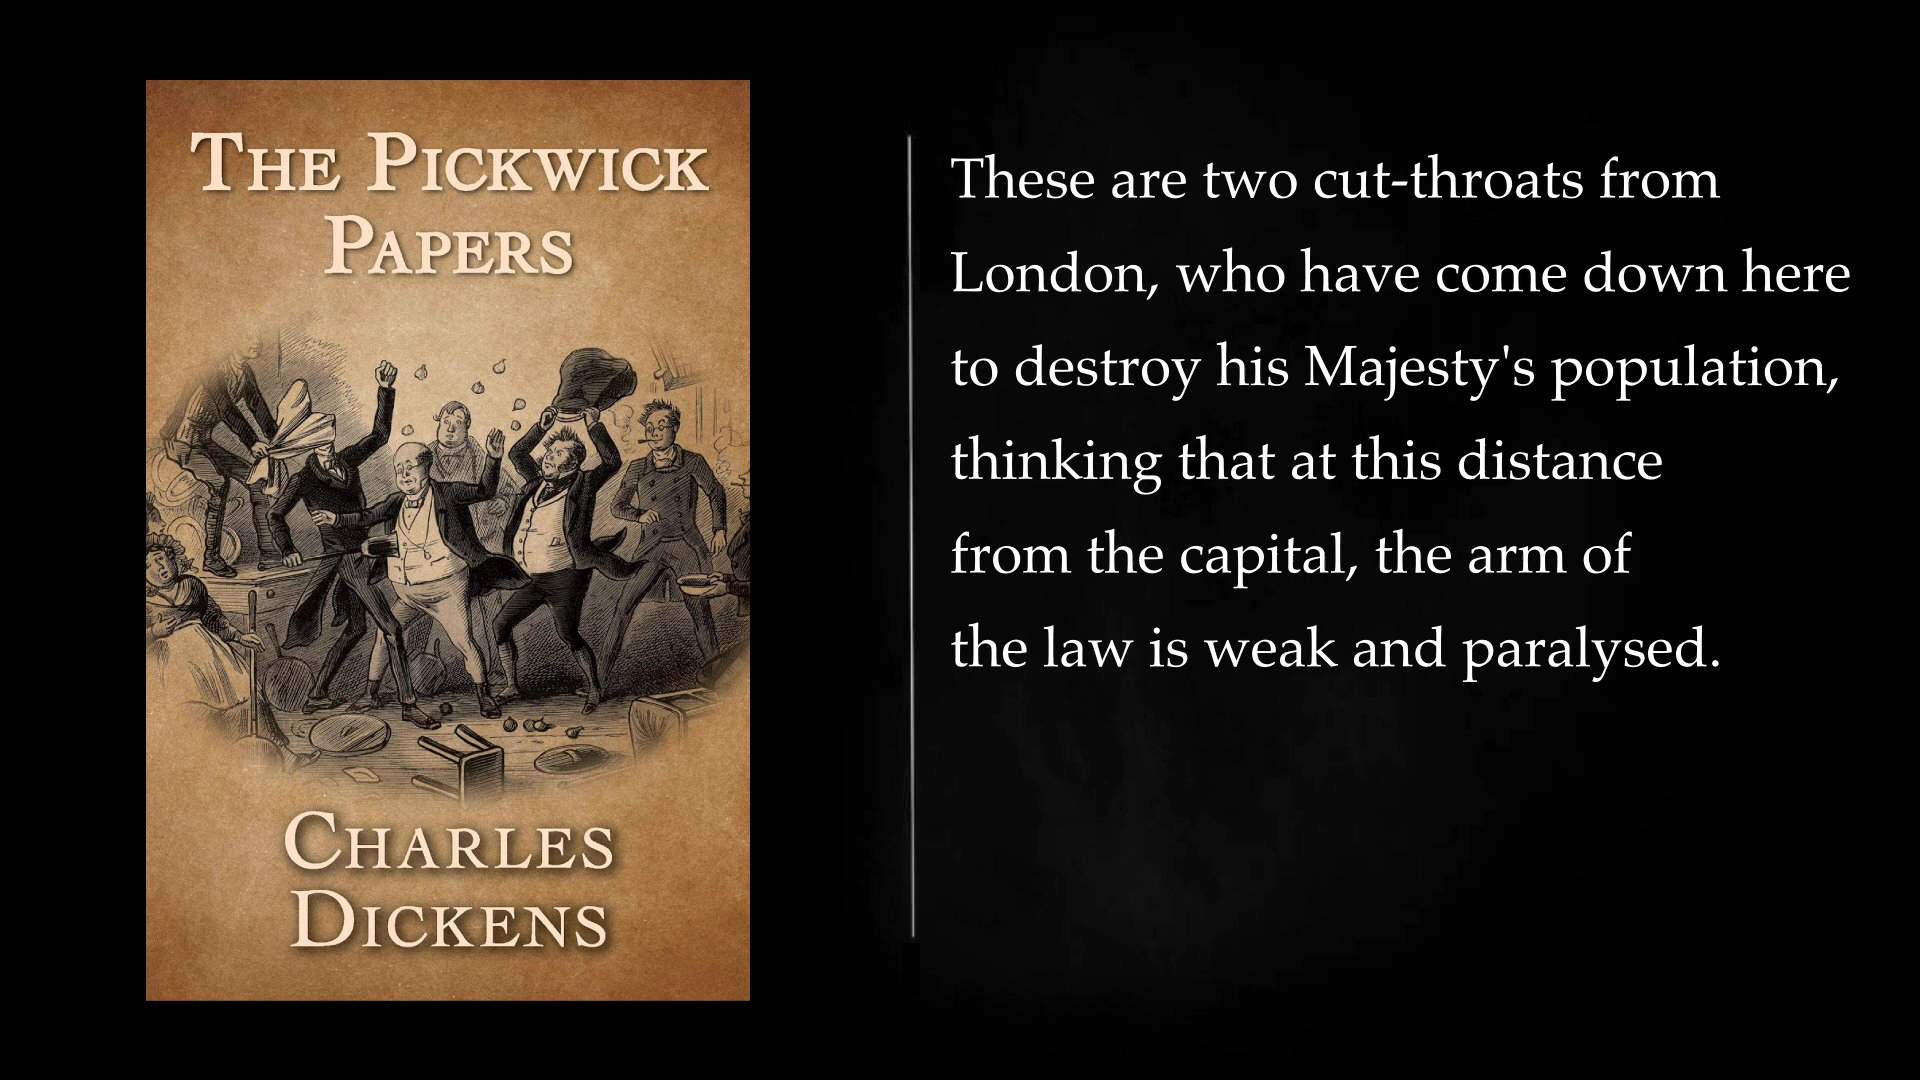 The Pickwick
Papers
Charles
Dickens
These are two cut-throats from
London, who have come down here
to destroy his Majesty's population,
thinking that at this distance
from the capital, the arm of
the law is weak and paralysed.